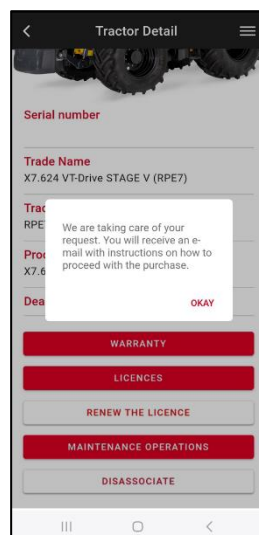 Tractor Detail
Serial number
Trade Name
X7.624 VT-Drive STAGE V (RPE7)
Trac
RPE
We are taking care of your
request. You will receive an e-
mail with instructions on how to
proceed with the purchase.
OKAY
Prod
X7.6
Dea
WARRANTY
LICENCES
RENEW THE LICENCE
MAINTENANCE OPERATIONS
DISASSOCIATE